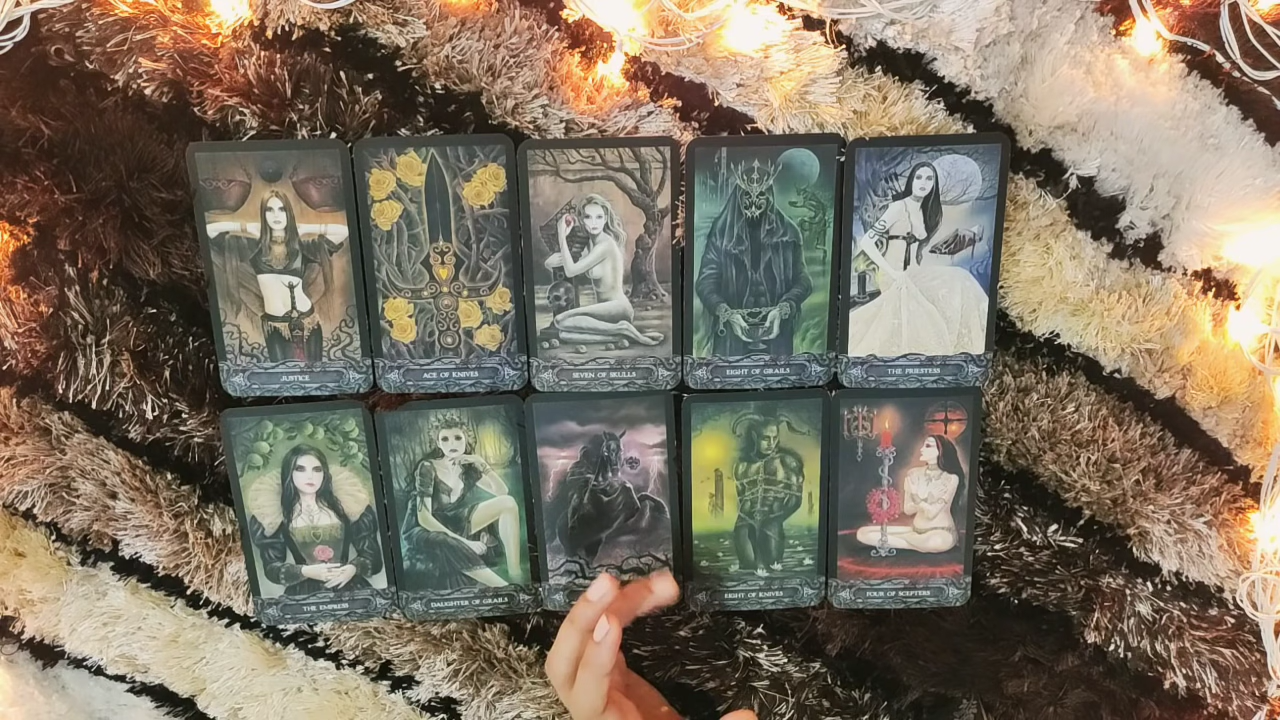 JUSTICE
ACE OF KNIVES
SEVEN OF SKULLS
EIGHT OF GRAILS
THE PRIESTESS
THE EMPRESS
DAUGHTER OF GRAILS
EIGHT OF KNIVES
FOUR OF SCEPTERS